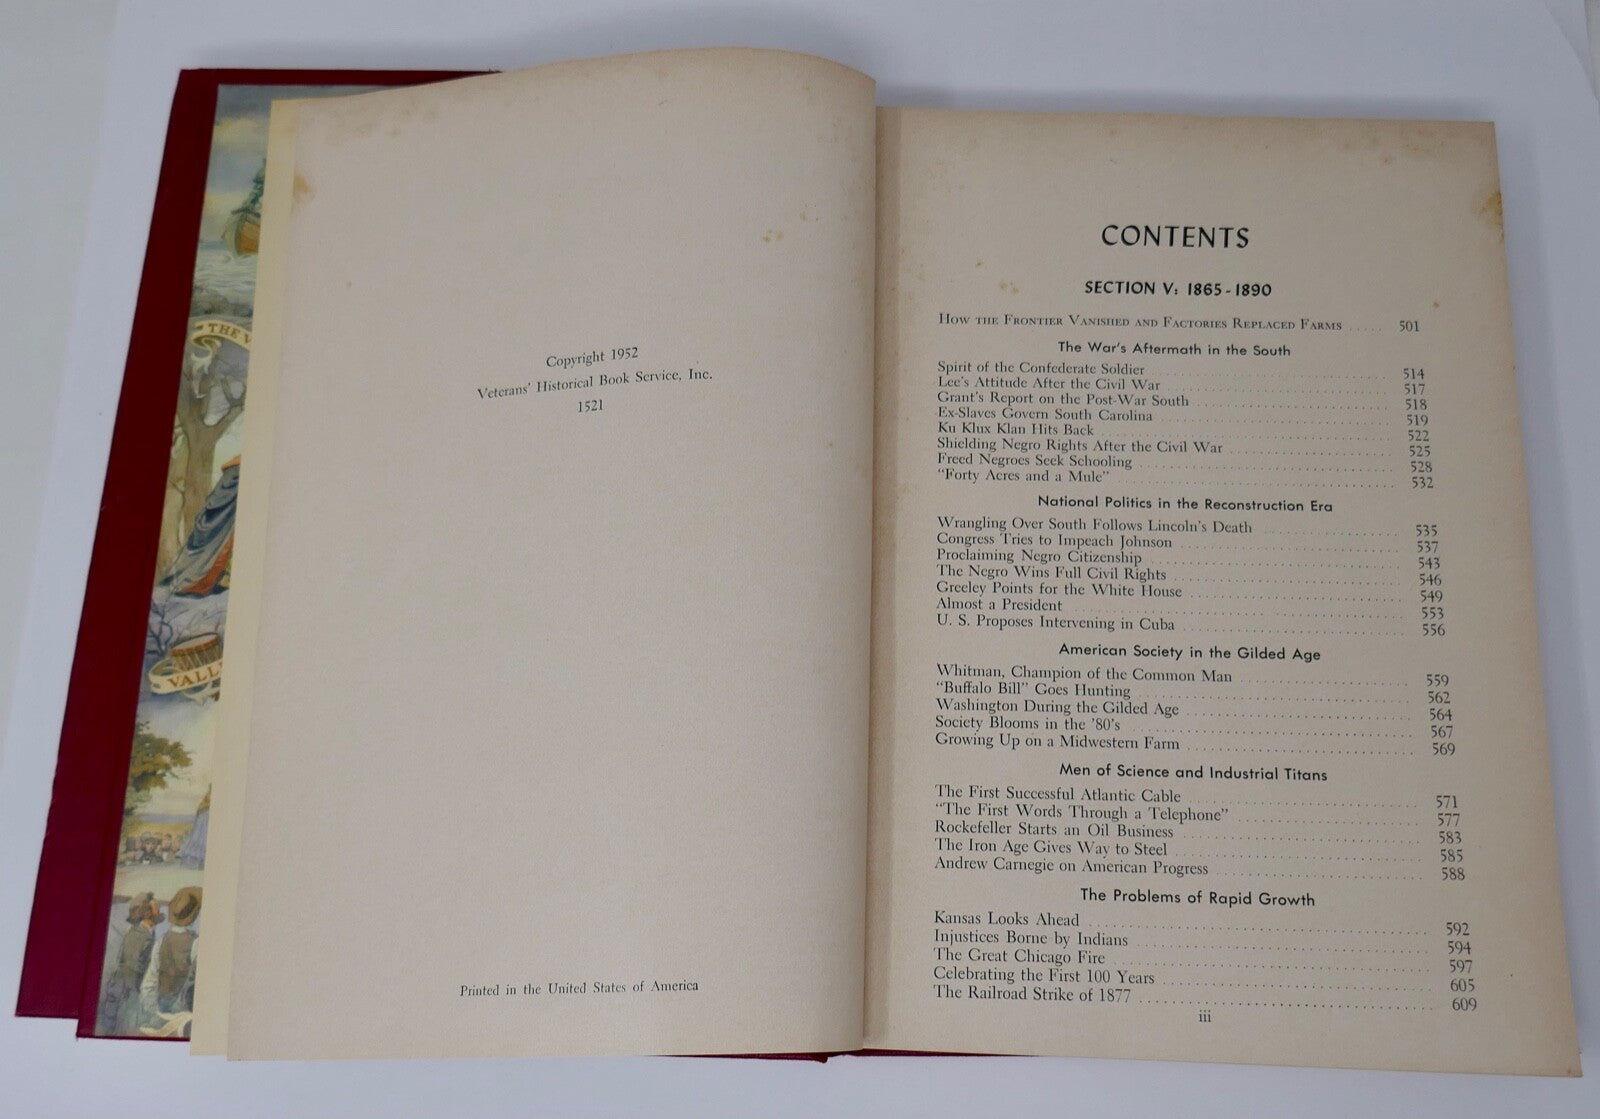 THE V
VALL
Copyright 1952
Veterans' Historical Book Service, Inc.
1521
Printed in the United States of America
CONTENTS
SECTION V: 1865-1890
How the Frontier Vanished and Factories Replaced Farms ..... 501
The War's Aftermath in the South
Spirit of the Confederate Soldier 514
Lee's Attitude After the Civil War 517
Grant's Report on the Post-War South 518
Ex-Slaves Govern South Carolina 519
Ku Klux Klan Hits Back 522
Shielding Negro Rights After the Civil War 525
Freed Negroes Seek Schooling 528
"Forty Acres and a Mule" 532
National Politics in the Reconstruction Era
Wrangling Over South Follows Lincoln's Death 535
Congress Tries to Impeach Johnson 537
Proclaiming Negro Citizenship 543
The Negro Wins Full Civil Rights 546
Greeley Points for the White House 549
Almost a President 553
U. S. Proposes Intervening in Cuba 556
American Society in the Gilded Age
Whitman, Champion of the Common Man 559
"Buffalo Bill" Goes Hunting 562
Washington During the Gilded Age 564
Society Blooms in the '80's 567
Growing Up on a Midwestern Farm 569
Men of Science and Industrial Titans
The First Successful Atlantic Cable 571
"The First Words Through a Telephone" 577
Rockefeller Starts an Oil Business 583
The Iron Age Gives Way to Steel 585
Andrew Carnegie on American Progress 588
The Problems of Rapid Growth
Kansas Looks Ahead 592
Injustices Borne by Indians 594
The Great Chicago Fire 597
Celebrating the First 100 Years 605
The Railroad Strike of 1877 609
iii